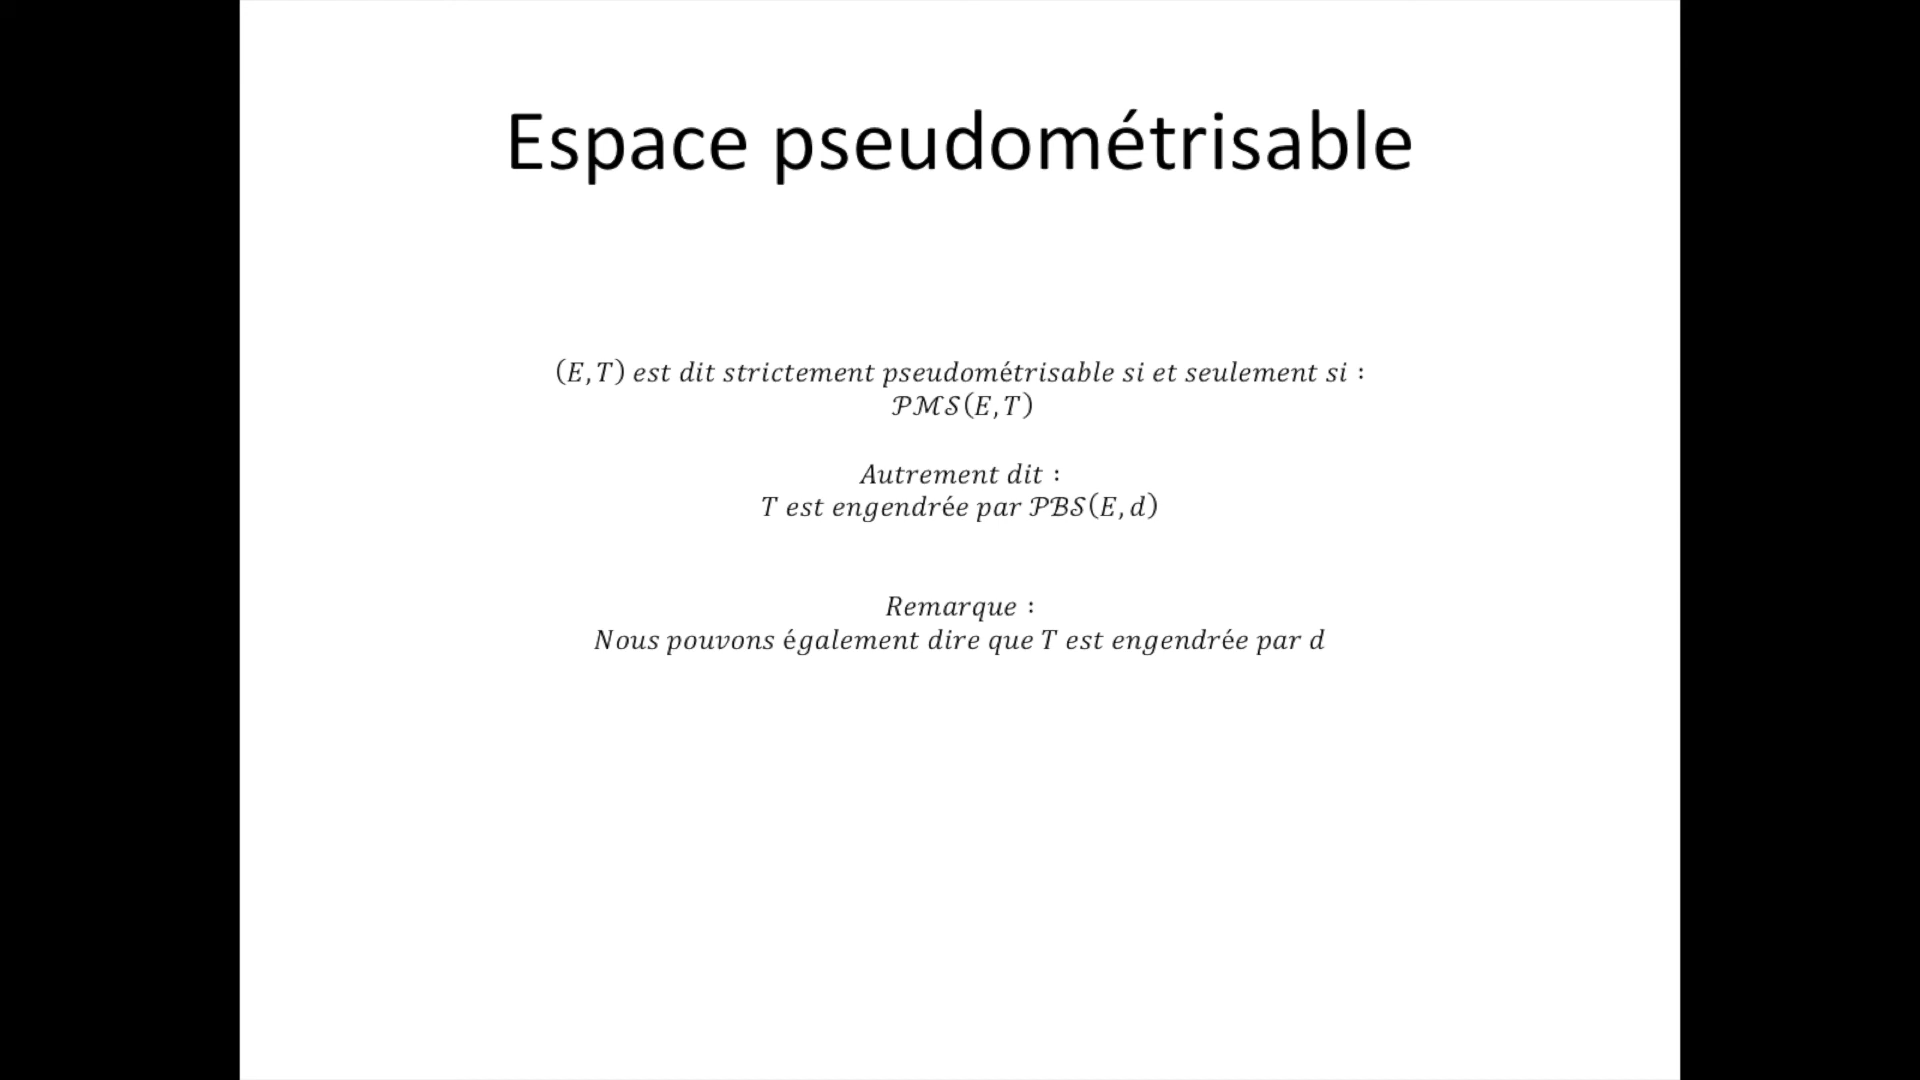 Espace pseudométrisable
(E, T) est dit strictement pseudométrisable si et seulement si :
𝒫ℳ𝒮(E, T)
Autrement dit :
T est engendrée par 𝒫ℬ𝒮(E, d)
Remarque :
Nous pouvons également dire que T est engendrée par d